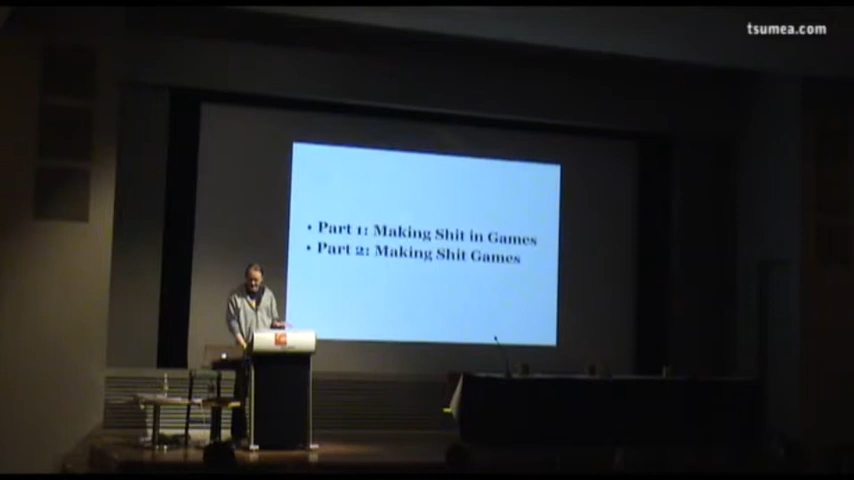 tsumea.com
• Part 1: Making Shit in Games
• Part 2: Making Shit Games